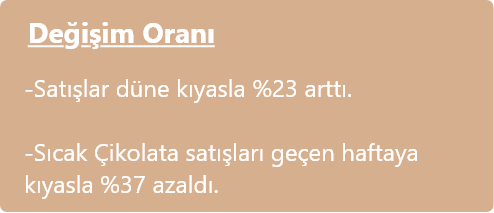 Değişim Oranı
-Satışlar düne kıyasla %23 arttı.
-Sıcak Çikolata satışları geçen haftaya
kıyasla %37 azaldı.